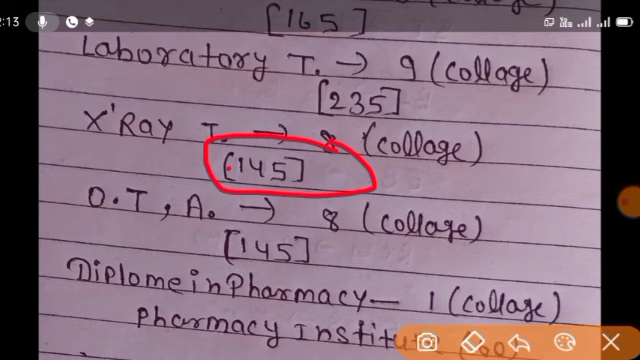 2:13
[165]
Laboratory T. → 9 (collage)
[235]
X'Ray T. → 8 (collage)
[145]
O.T, A. → 8 (collage)
[145]
Diplome in Pharmacy — 1 (collage)
Pharmacy Institute